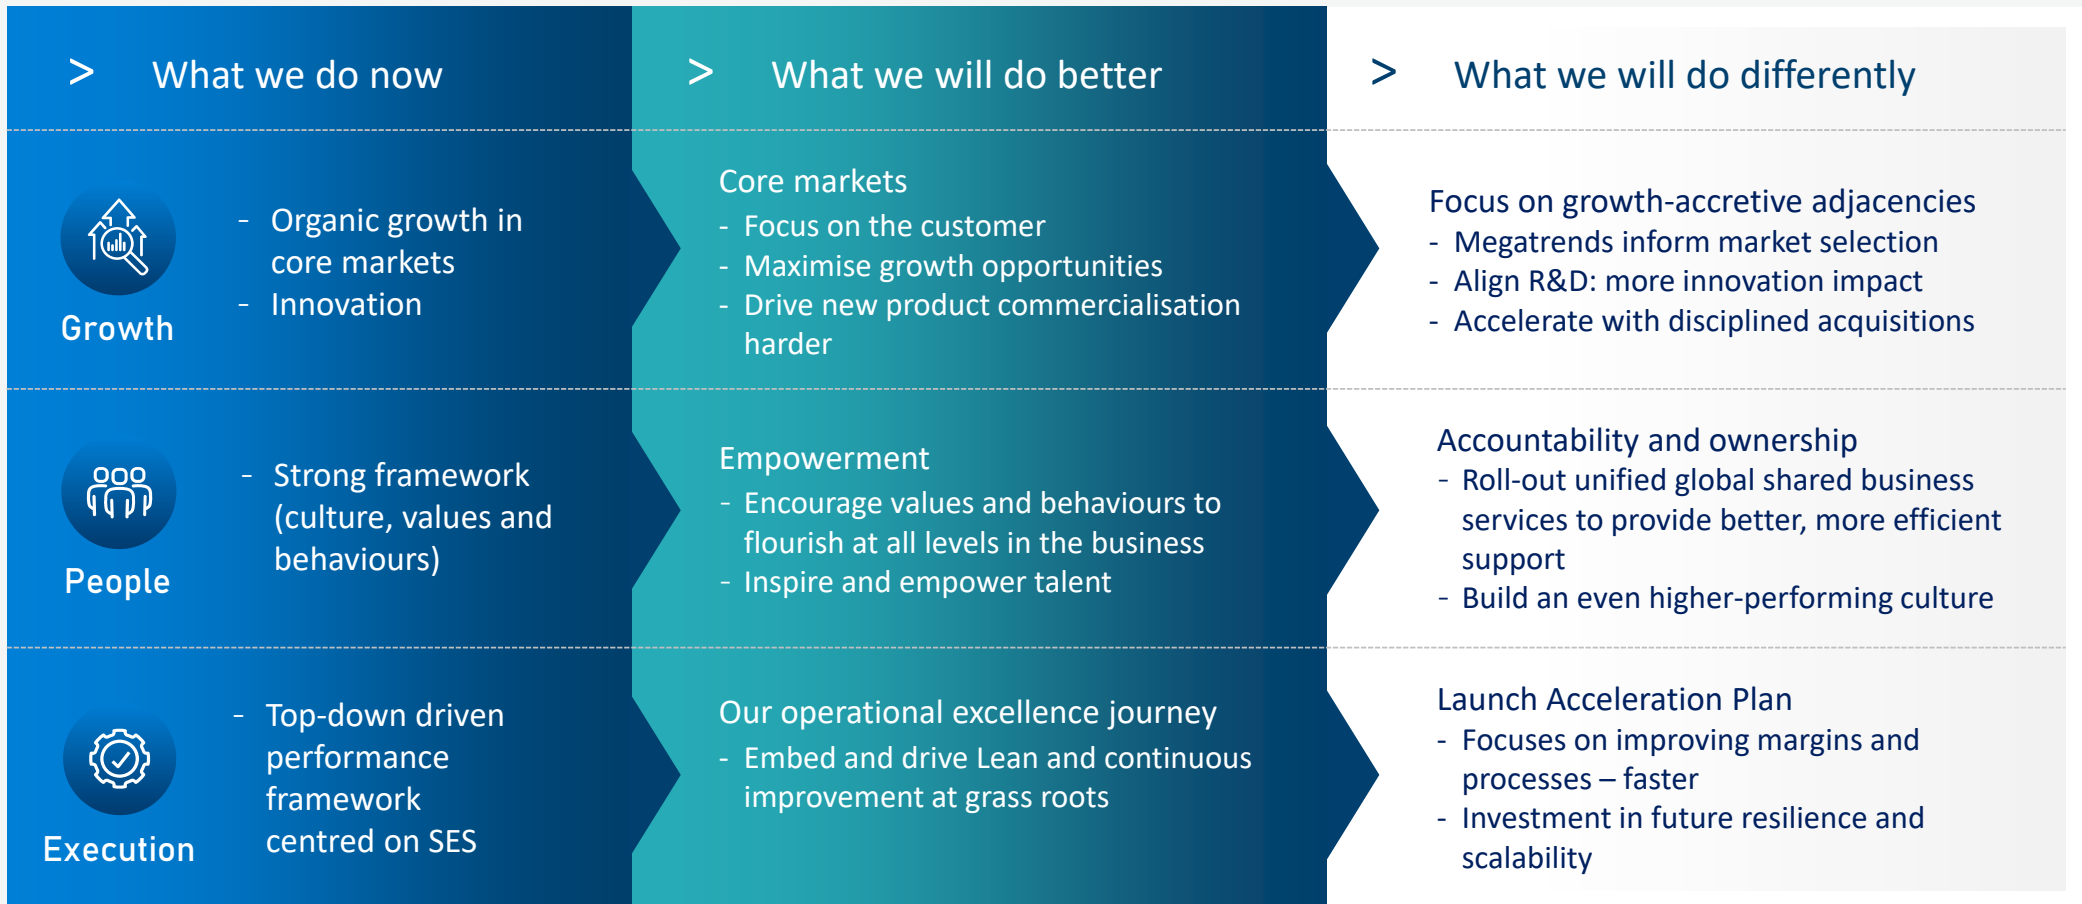 > What we do now
> What we will do better
> What we will do differently
Growth
- Organic growth in
core markets
- Innovation
Core markets
- Focus on the customer
- Maximise growth opportunities
- Drive new product commercialisation
harder
Focus on growth-accretive adjacencies
- Megatrends inform market selection
- Align R&D: more innovation impact
- Accelerate with disciplined acquisitions
People
- Strong framework
(culture, values and
behaviours)
Empowerment
- Encourage values and behaviours to
flourish at all levels in the business
- Inspire and empower talent
Accountability and ownership
- Roll-out unified global shared business
services to provide better, more efficient
support
- Build an even higher-performing culture
Execution
- Top-down driven
performance
framework
centred on SES
Our operational excellence journey
- Embed and drive Lean and continuous
improvement at grass roots
Launch Acceleration Plan
- Focuses on improving margins and
processes – faster
- Investment in future resilience and
scalability